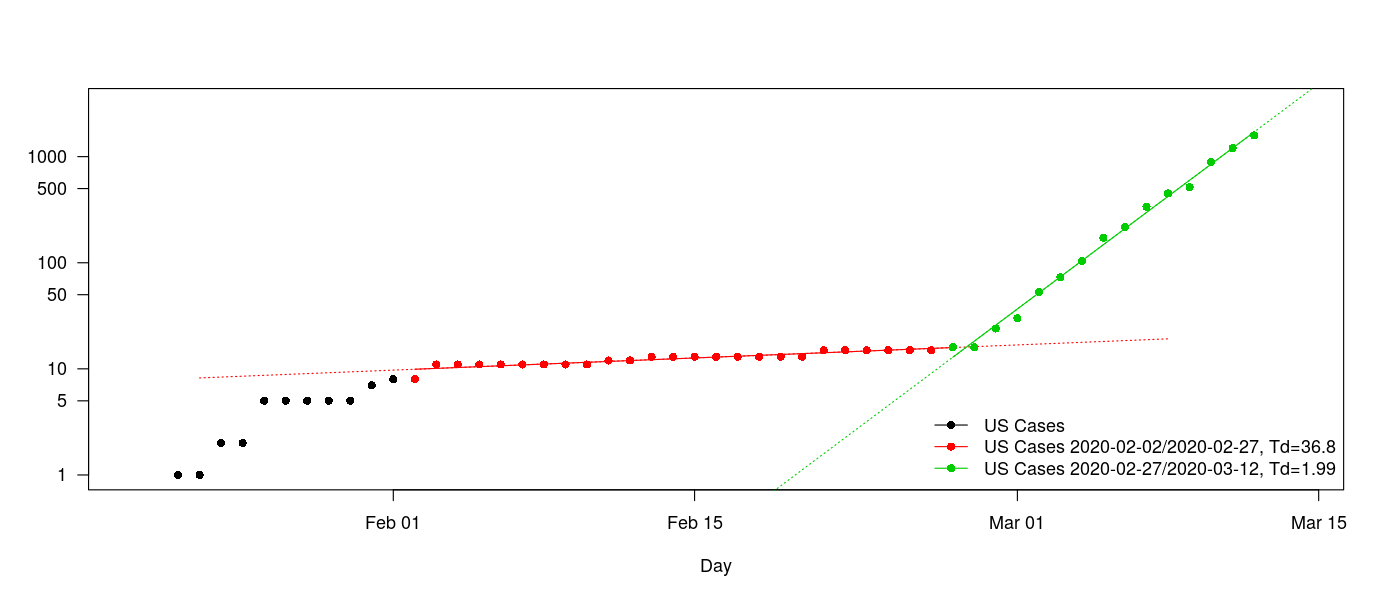 1000
500
100
50
10
5
1
US Cases
US Cases 2020-02-02/2020-02-27, Td=36.8
US Cases 2020-02-27/2020-03-12, Td=1.99
Feb 01
Feb 15
Mar 01
Mar 15
Day